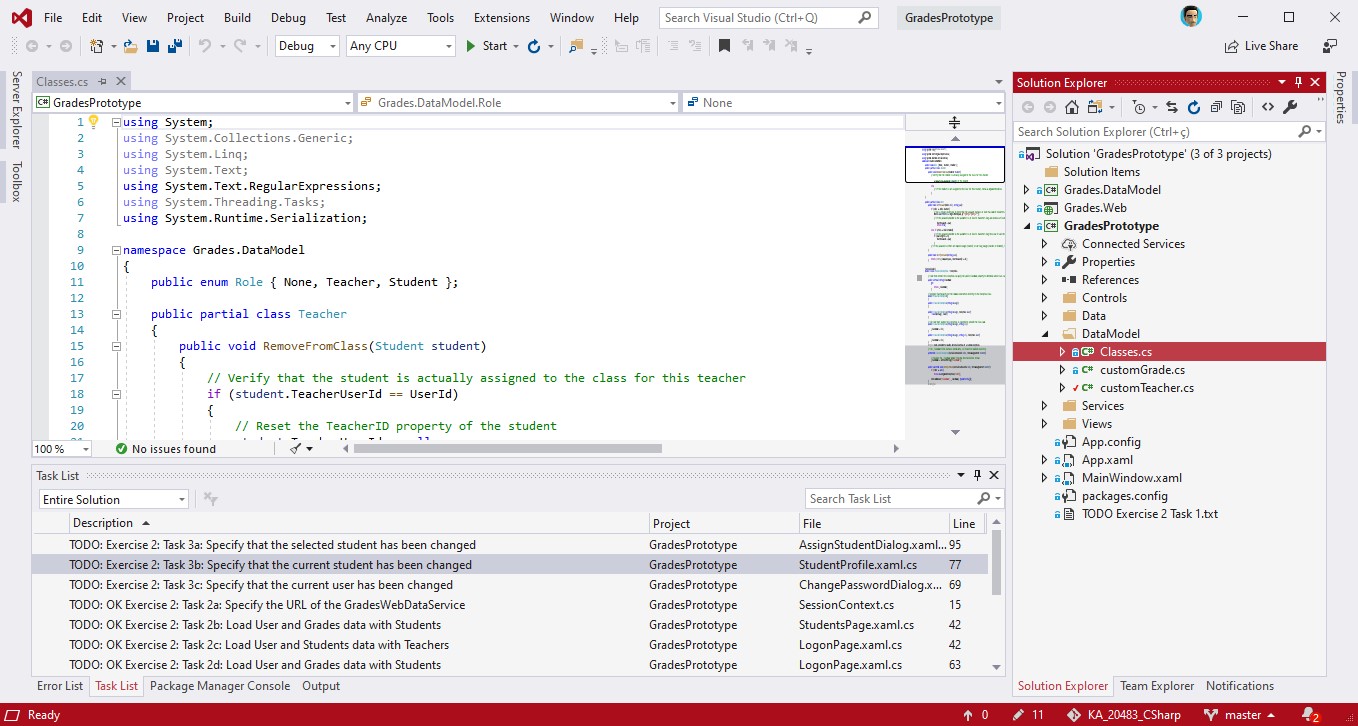 File Edit View Project Build Debug Test Analyze Tools Extensions Window Help Search Visual Studio (Ctrl+Q) GradesPrototype
Debug Any CPU Start Live Share
Server Explorer
Toolbox
Classes.cs
GradesPrototype Grades.DataModel.Role None
1 using System;
2 using System.Collections.Generic;
3 using System.Linq;
4 using System.Text;
5 using System.Text.RegularExpressions;
6 using System.Threading.Tasks;
7 using System.Runtime.Serialization;
8
9 namespace Grades.DataModel
10 {
11 public enum Role { None, Teacher, Student };
12
13 public partial class Teacher
14 {
15 public void RemoveFromClass(Student student)
16 {
17 // Verify that the student is actually assigned to the class for this teacher
18 if (student.TeacherUserId == UserId)
19 {
20 // Reset the TeacherID property of the student
100 % No issues found
Task List
Entire Solution Search Task List
Description Project File Line
TODO: Exercise 2: Task 3a: Specify that the selected student has been changed GradesPrototype AssignStudentDialog.xaml... 95
TODO: Exercise 2: Task 3b: Specify that the current student has been changed GradesPrototype StudentProfile.xaml.cs 77
TODO: Exercise 2: Task 3c: Specify that the current user has been changed GradesPrototype ChangePasswordDialog.x... 69
TODO: OK Exercise 2: Task 2a: Specify the URL of the GradesWebDataService GradesPrototype SessionContext.cs 15
TODO: OK Exercise 2: Task 2b: Load User and Grades data with Students GradesPrototype StudentsPage.xaml.cs 42
TODO: OK Exercise 2: Task 2c: Load User and Students data with Teachers GradesPrototype LogonPage.xaml.cs 42
TODO: OK Exercise 2: Task 2d: Load User and Grades data with Students GradesPrototype LogonPage.xaml.cs 63
Error List Task List Package Manager Console Output
Solution Explorer
Search Solution Explorer (Ctrl+ç)
Solution 'GradesPrototype' (3 of 3 projects)
Solution Items
Grades.DataModel
Grades.Web
GradesPrototype
Connected Services
Properties
References
Controls
Data
DataModel
Classes.cs
customGrade.cs
customTeacher.cs
Services
Views
App.config
App.xaml
MainWindow.xaml
packages.config
TODO Exercise 2 Task 1.txt
Solution Explorer Team Explorer Notifications
Properties
Ready 0 11 KA_20483_CSharp master 2